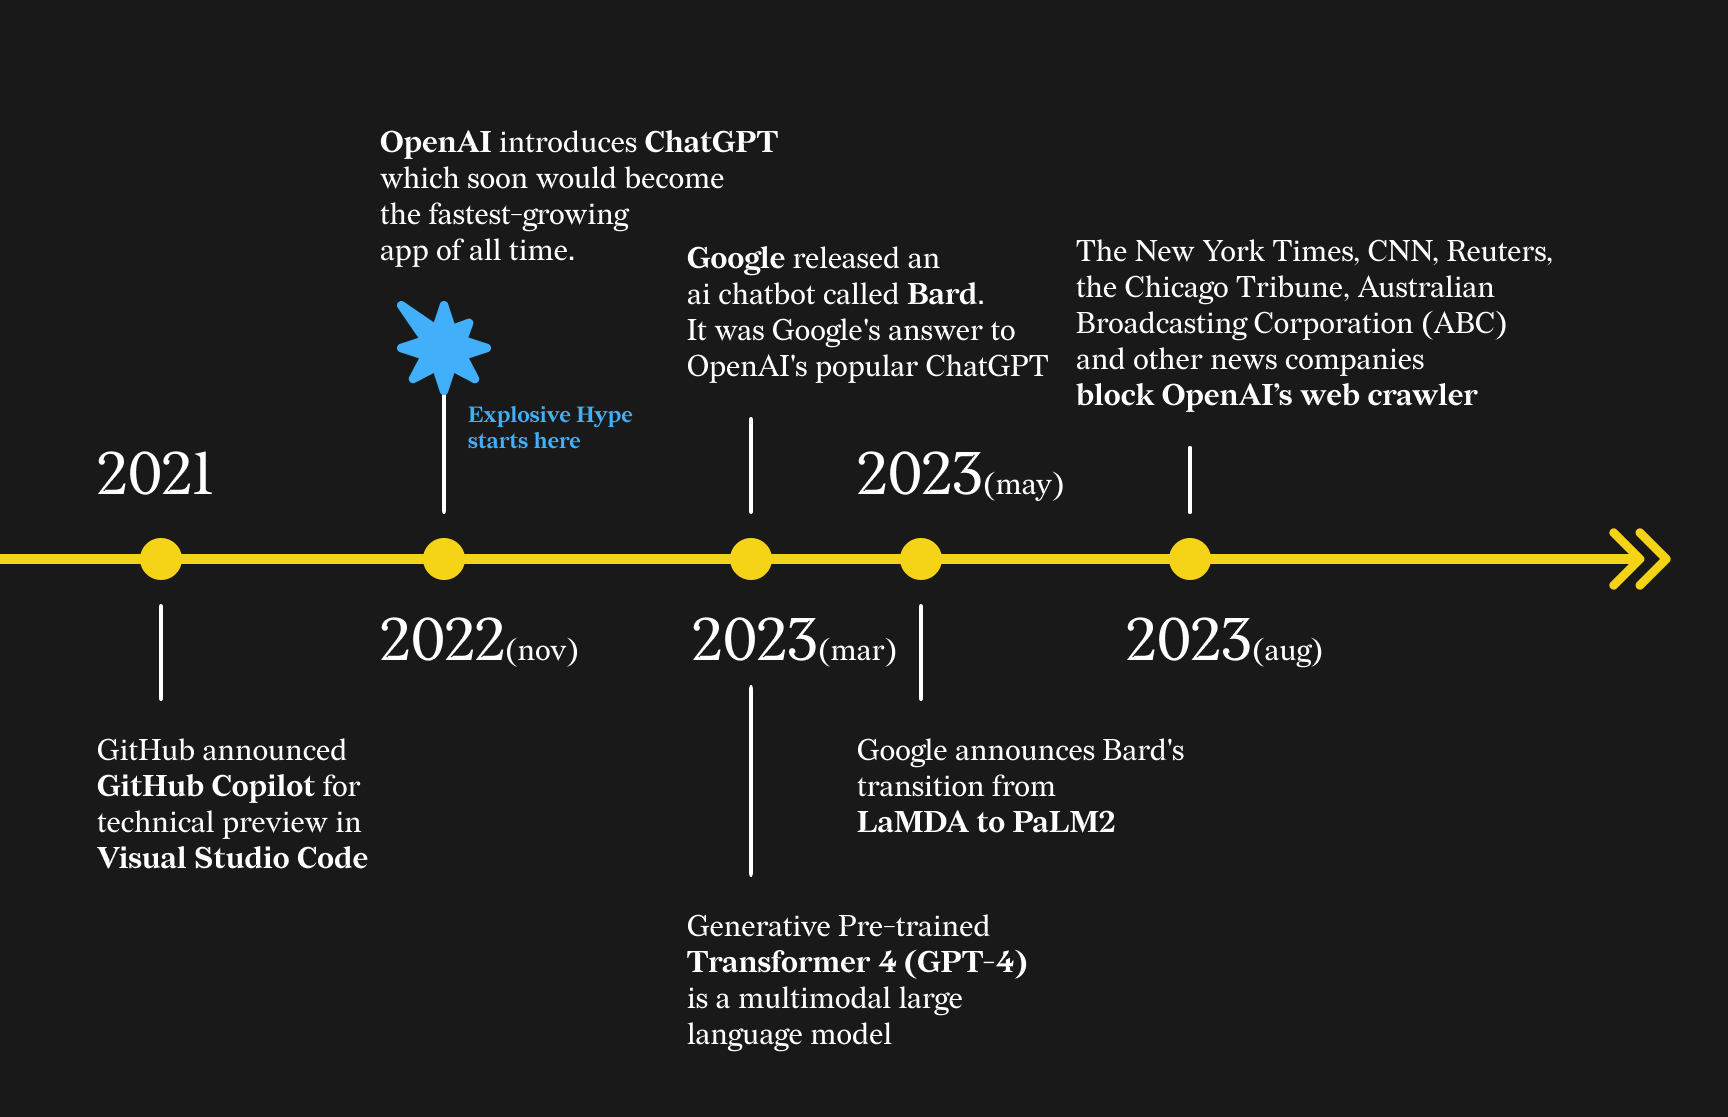 OpenAI introduces ChatGPT
which soon would become
the fastest-growing
app of all time.
Explosive Hype
starts here
Google released an
ai chatbot called Bard.
It was Google's answer to
OpenAI's popular ChatGPT
The New York Times, CNN, Reuters,
the Chicago Tribune, Australian
Broadcasting Corporation (ABC)
and other news companies
block OpenAI’s web crawler
2021
2023(may)
2022(nov)
2023(mar)
2023(aug)
GitHub announced
GitHub Copilot for
technical preview in
Visual Studio Code
Google announces Bard's
transition from
LaMDA to PaLM2
Generative Pre-trained
Transformer 4 (GPT-4)
is a multimodal large
language model